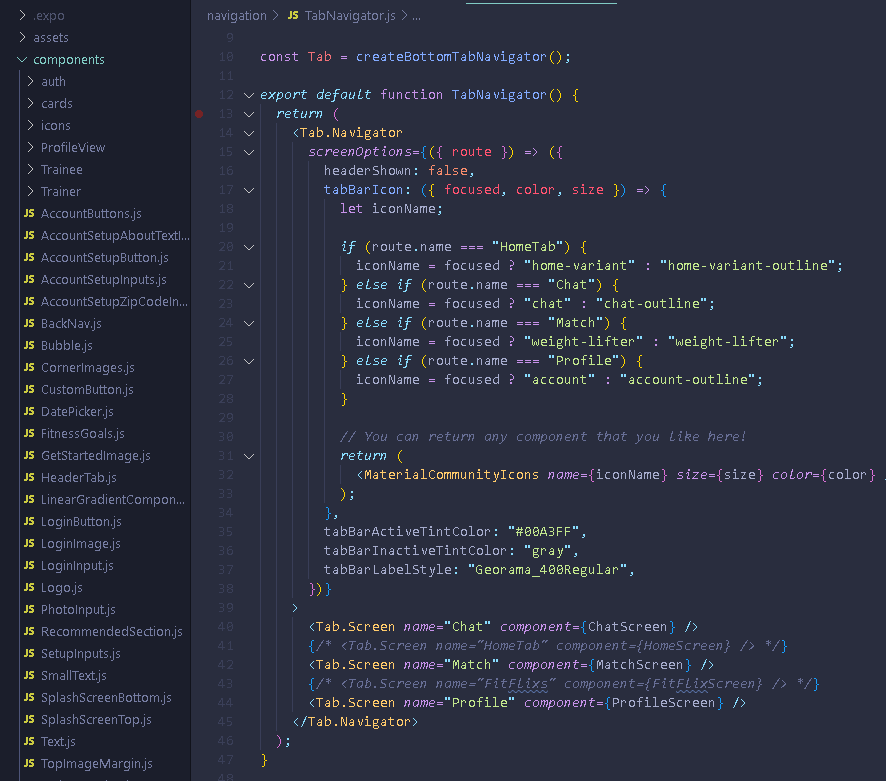 .expo
assets
components
auth
cards
icons
ProfileView
Trainee
Trainer
JS AccountButtons.js
JS AccountSetupAboutTextI...
JS AccountSetupButton.js
JS AccountSetupInputs.js
JS AccountSetupZipCodeIn...
JS BackNav.js
JS Bubble.js
JS CornerImages.js
JS CustomButton.js
JS DatePicker.js
JS FitnessGoals.js
JS GetStartedImage.js
JS HeaderTab.js
JS LinearGradientCompon...
JS LoginButton.js
JS LoginImage.js
JS LoginInput.js
JS Logo.js
JS PhotoInput.js
JS RecommendedSection.js
JS SetupInputs.js
JS SmallText.js
JS SplashScreenBottom.js
JS SplashScreenTop.js
JS Text.js
JS TopImageMargin.js
navigation > JS TabNavigator.js > ...
9
10 const Tab = createBottomTabNavigator();
11
12 export default function TabNavigator() {
13 return (
14 <Tab.Navigator
15 screenOptions={({ route }) => ({
16 headerShown: false,
17 tabBarIcon: ({ focused, color, size }) => {
18 let iconName;
19
20 if (route.name === "HomeTab") {
21 iconName = focused ? "home-variant" : "home-variant-outline";
22 } else if (route.name === "Chat") {
23 iconName = focused ? "chat" : "chat-outline";
24 } else if (route.name === "Match") {
25 iconName = focused ? "weight-lifter" : "weight-lifter";
26 } else if (route.name === "Profile") {
27 iconName = focused ? "account" : "account-outline";
28 }
29
30 // You can return any component that you like here!
31 return (
32 <MaterialCommunityIcons name={iconName} size={size} color={color}
33 );
34 },
35 tabBarActiveTintColor: "#00A3FF",
36 tabBarInactiveTintColor: "gray",
37 tabBarLabelStyle: "Georama_400Regular",
38 })}
39 >
40 <Tab.Screen name="Chat" component={ChatScreen} />
41 {/* <Tab.Screen name="HomeTab" component={HomeScreen} /> */}
42 <Tab.Screen name="Match" component={MatchScreen} />
43 {/* <Tab.Screen name="FitFlixs" component={FitFlixScreen} /> */}
44 <Tab.Screen name="Profile" component={ProfileScreen} />
45 </Tab.Navigator>
46 );
47 }
48